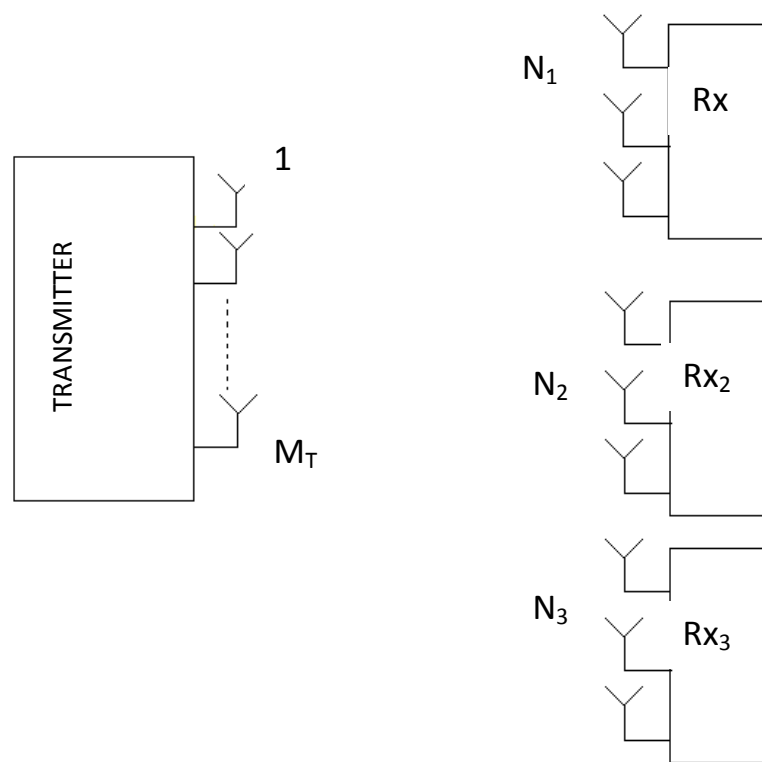 TRANSMITTER
1
M_T
N₁
Rx
N₂
Rx₂
N₃
Rx₃